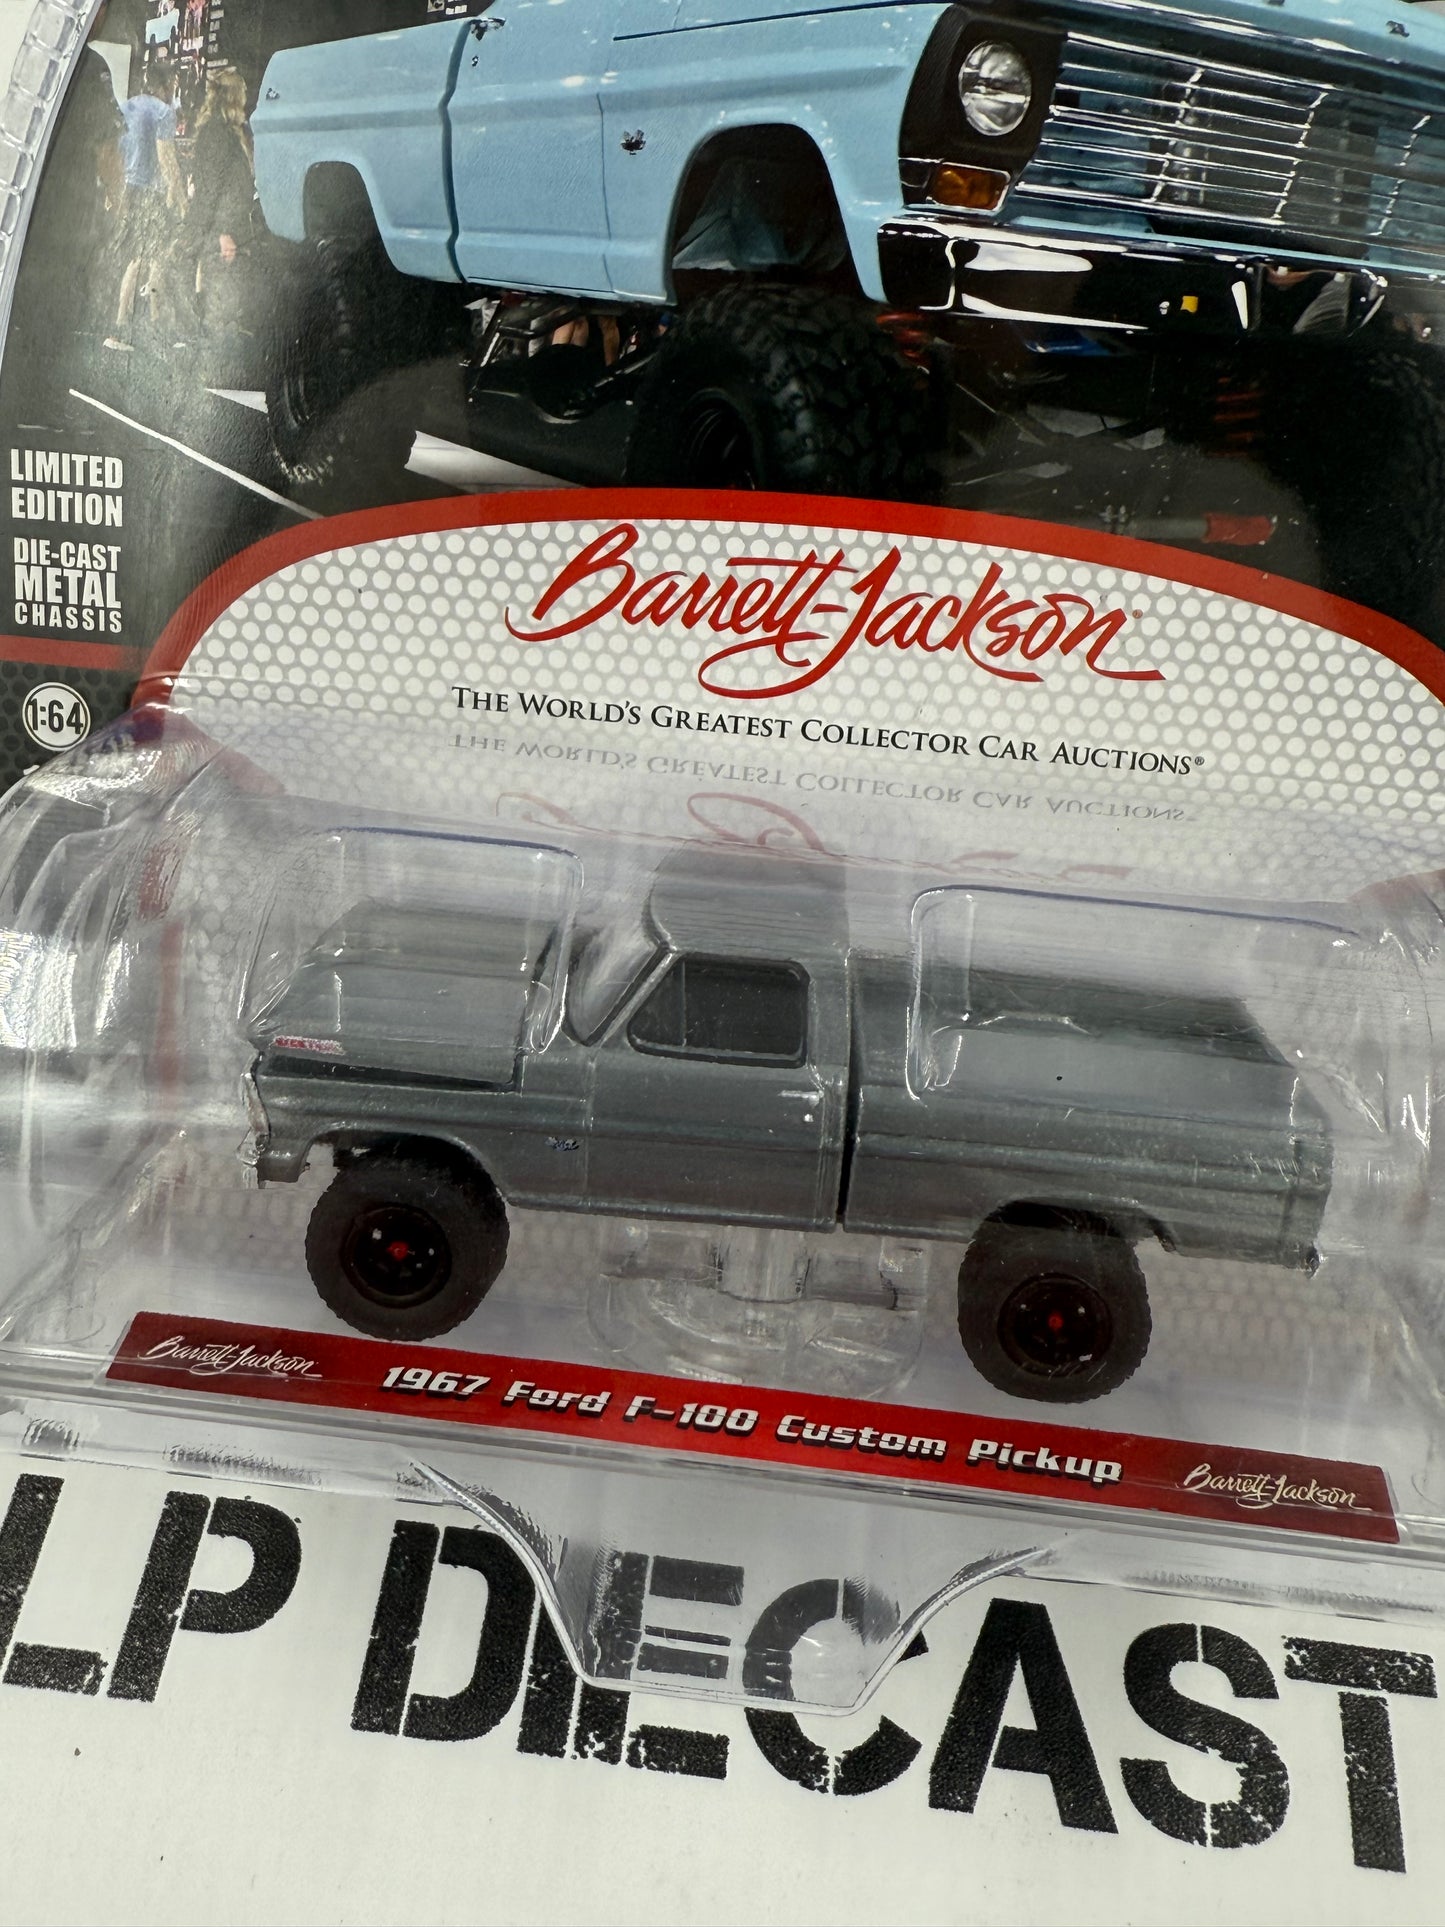 LIMITED
EDITION
DIE-CAST
METAL
CHASSIS
1:64
Barrett-Jackson
THE WORLD'S GREATEST COLLECTOR CAR AUCTIONS®
Barrett-Jackson
1967 Ford F-100 Custom Pickup
Barrett-Jackson
LP DIECAST